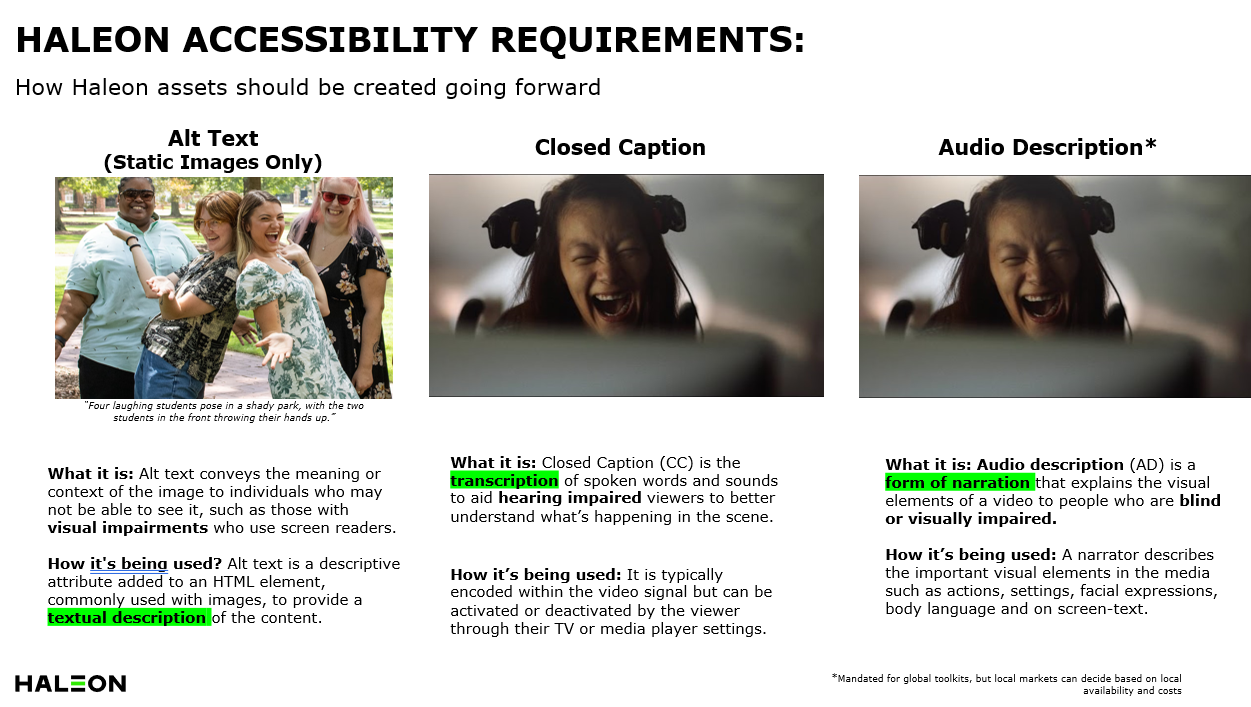 HALEON ACCESSIBILITY REQUIREMENTS:
How Haleon assets should be created going forward
Alt Text
(Static Images Only)
"Four laughing students pose in a shady park, with the two
students in the front throwing their hands up."
What it is: Alt text conveys the meaning or
context of the image to individuals who may
not be able to see it, such as those with
visual impairments who use screen readers.
How it's being used? Alt text is a descriptive
attribute added to an HTML element,
commonly used with images, to provide a
textual description of the content.
Closed Caption
What it is: Closed Caption (CC) is the
transcription of spoken words and sounds
to aid hearing impaired viewers to better
understand what's happening in the scene.
How it's being used: It is typically
encoded within the video signal but can be
activated or deactivated by the viewer
through their TV or media player settings.
Audio Description*
What it is: Audio description (AD) is a
form of narration that explains the visual
elements of a video to people who are blind
or visually impaired.
How it's being used: A narrator describes
the important visual elements in the media
such as actions, settings, facial expressions,
body language and on screen-text.
HALEON
*Mandated for global toolkits, but local markets can decide based on local
availability and costs